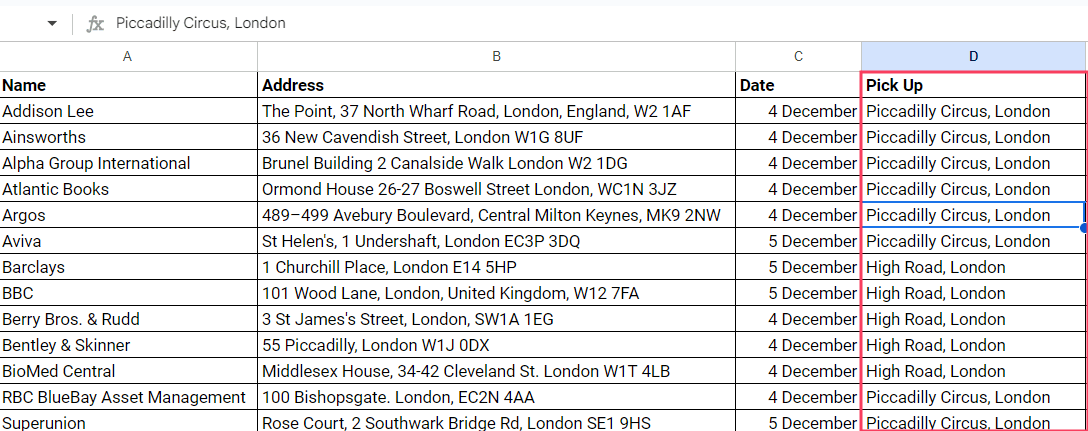 fx Piccadilly Circus, London
A B C D
Name Address Date Pick Up
Addison Lee The Point, 37 North Wharf Road, London, England, W2 1AF 4 December Piccadilly Circus, London
Ainsworths 36 New Cavendish Street, London W1G 8UF 4 December Piccadilly Circus, London
Alpha Group International Brunel Building 2 Canalside Walk London W2 1DG 4 December Piccadilly Circus, London
Atlantic Books Ormond House 26-27 Boswell Street London, WC1N 3JZ 4 December Piccadilly Circus, London
Argos 489–499 Avebury Boulevard, Central Milton Keynes, MK9 2NW 4 December Piccadilly Circus, London
Aviva St Helen's, 1 Undershaft, London EC3P 3DQ 5 December Piccadilly Circus, London
Barclays 1 Churchill Place, London E14 5HP 5 December High Road, London
BBC 101 Wood Lane, London, United Kingdom, W12 7FA 5 December High Road, London
Berry Bros. & Rudd 3 St James's Street, London, SW1A 1EG 4 December High Road, London
Bentley & Skinner 55 Piccadilly, London W1J 0DX 4 December High Road, London
BioMed Central Middlesex House, 34-42 Cleveland St. London W1T 4LB 4 December High Road, London
RBC BlueBay Asset Management 100 Bishopsgate. London, EC2N 4AA 4 December Piccadilly Circus, London
Superunion Rose Court, 2 Southwark Bridge Rd, London SE1 9HS 5 December Piccadilly Circus, London